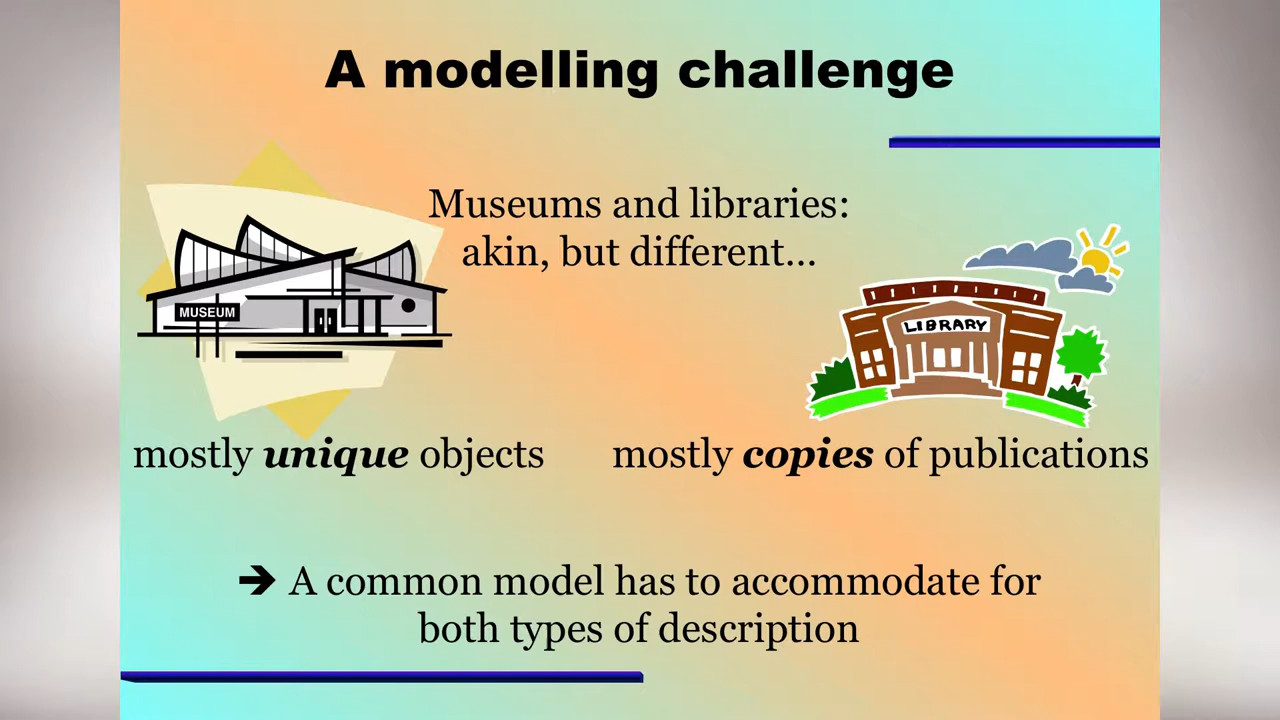 A modelling challenge
Museums and libraries:
akin, but different...
MUSEUM
LIBRARY
mostly unique objects
mostly copies of publications
➔ A common model has to accommodate for
both types of description